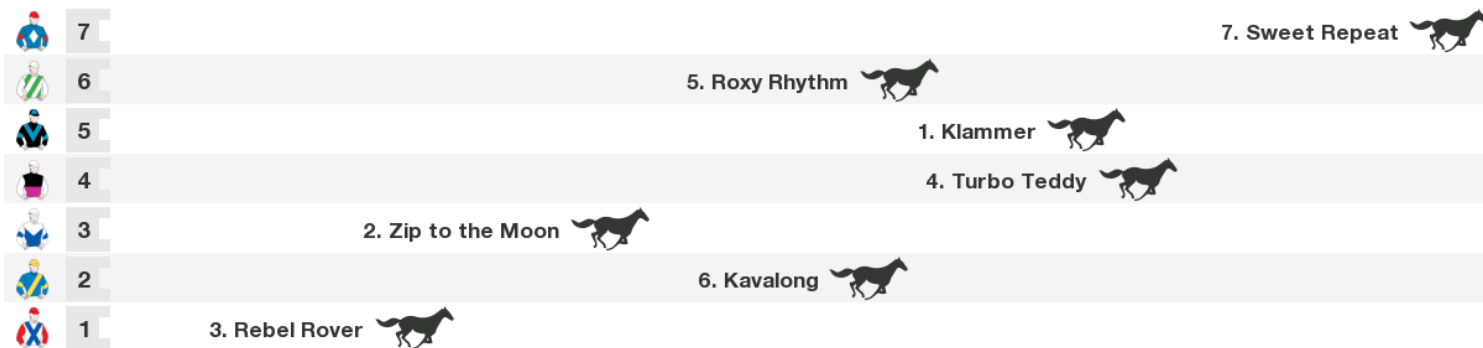 7 7. Sweet Repeat
6 5. Roxy Rhythm
5 1. Klammer
4 4. Turbo Teddy
3 2. Zip to the Moon
2 6. Kavalong
1 3. Rebel Rover